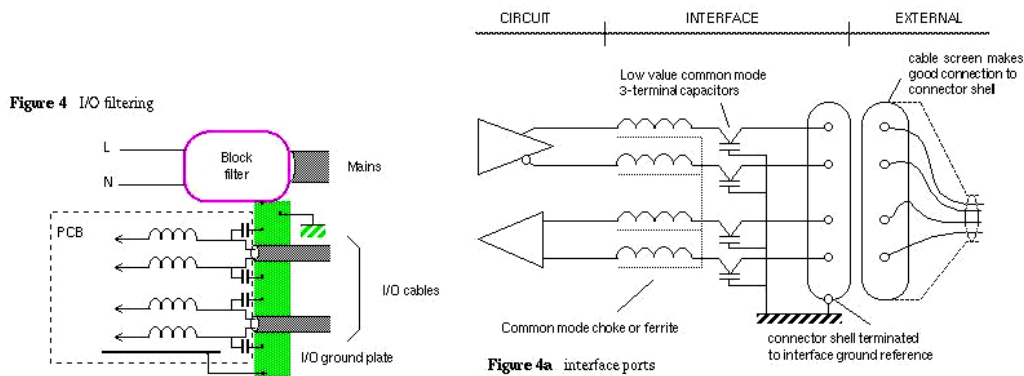 Figure 4 I/O filtering
L
N
Block
filter
Mains
PCB
I/O cables
I/O ground plate
CIRCUIT
INTERFACE
EXTERNAL
Low value common mode
3-terminal capacitors
cable screen makes
good connection to
connector shell
Common mode choke or ferrite
connector shell terminated
to interface ground reference
Figure 4a interface ports